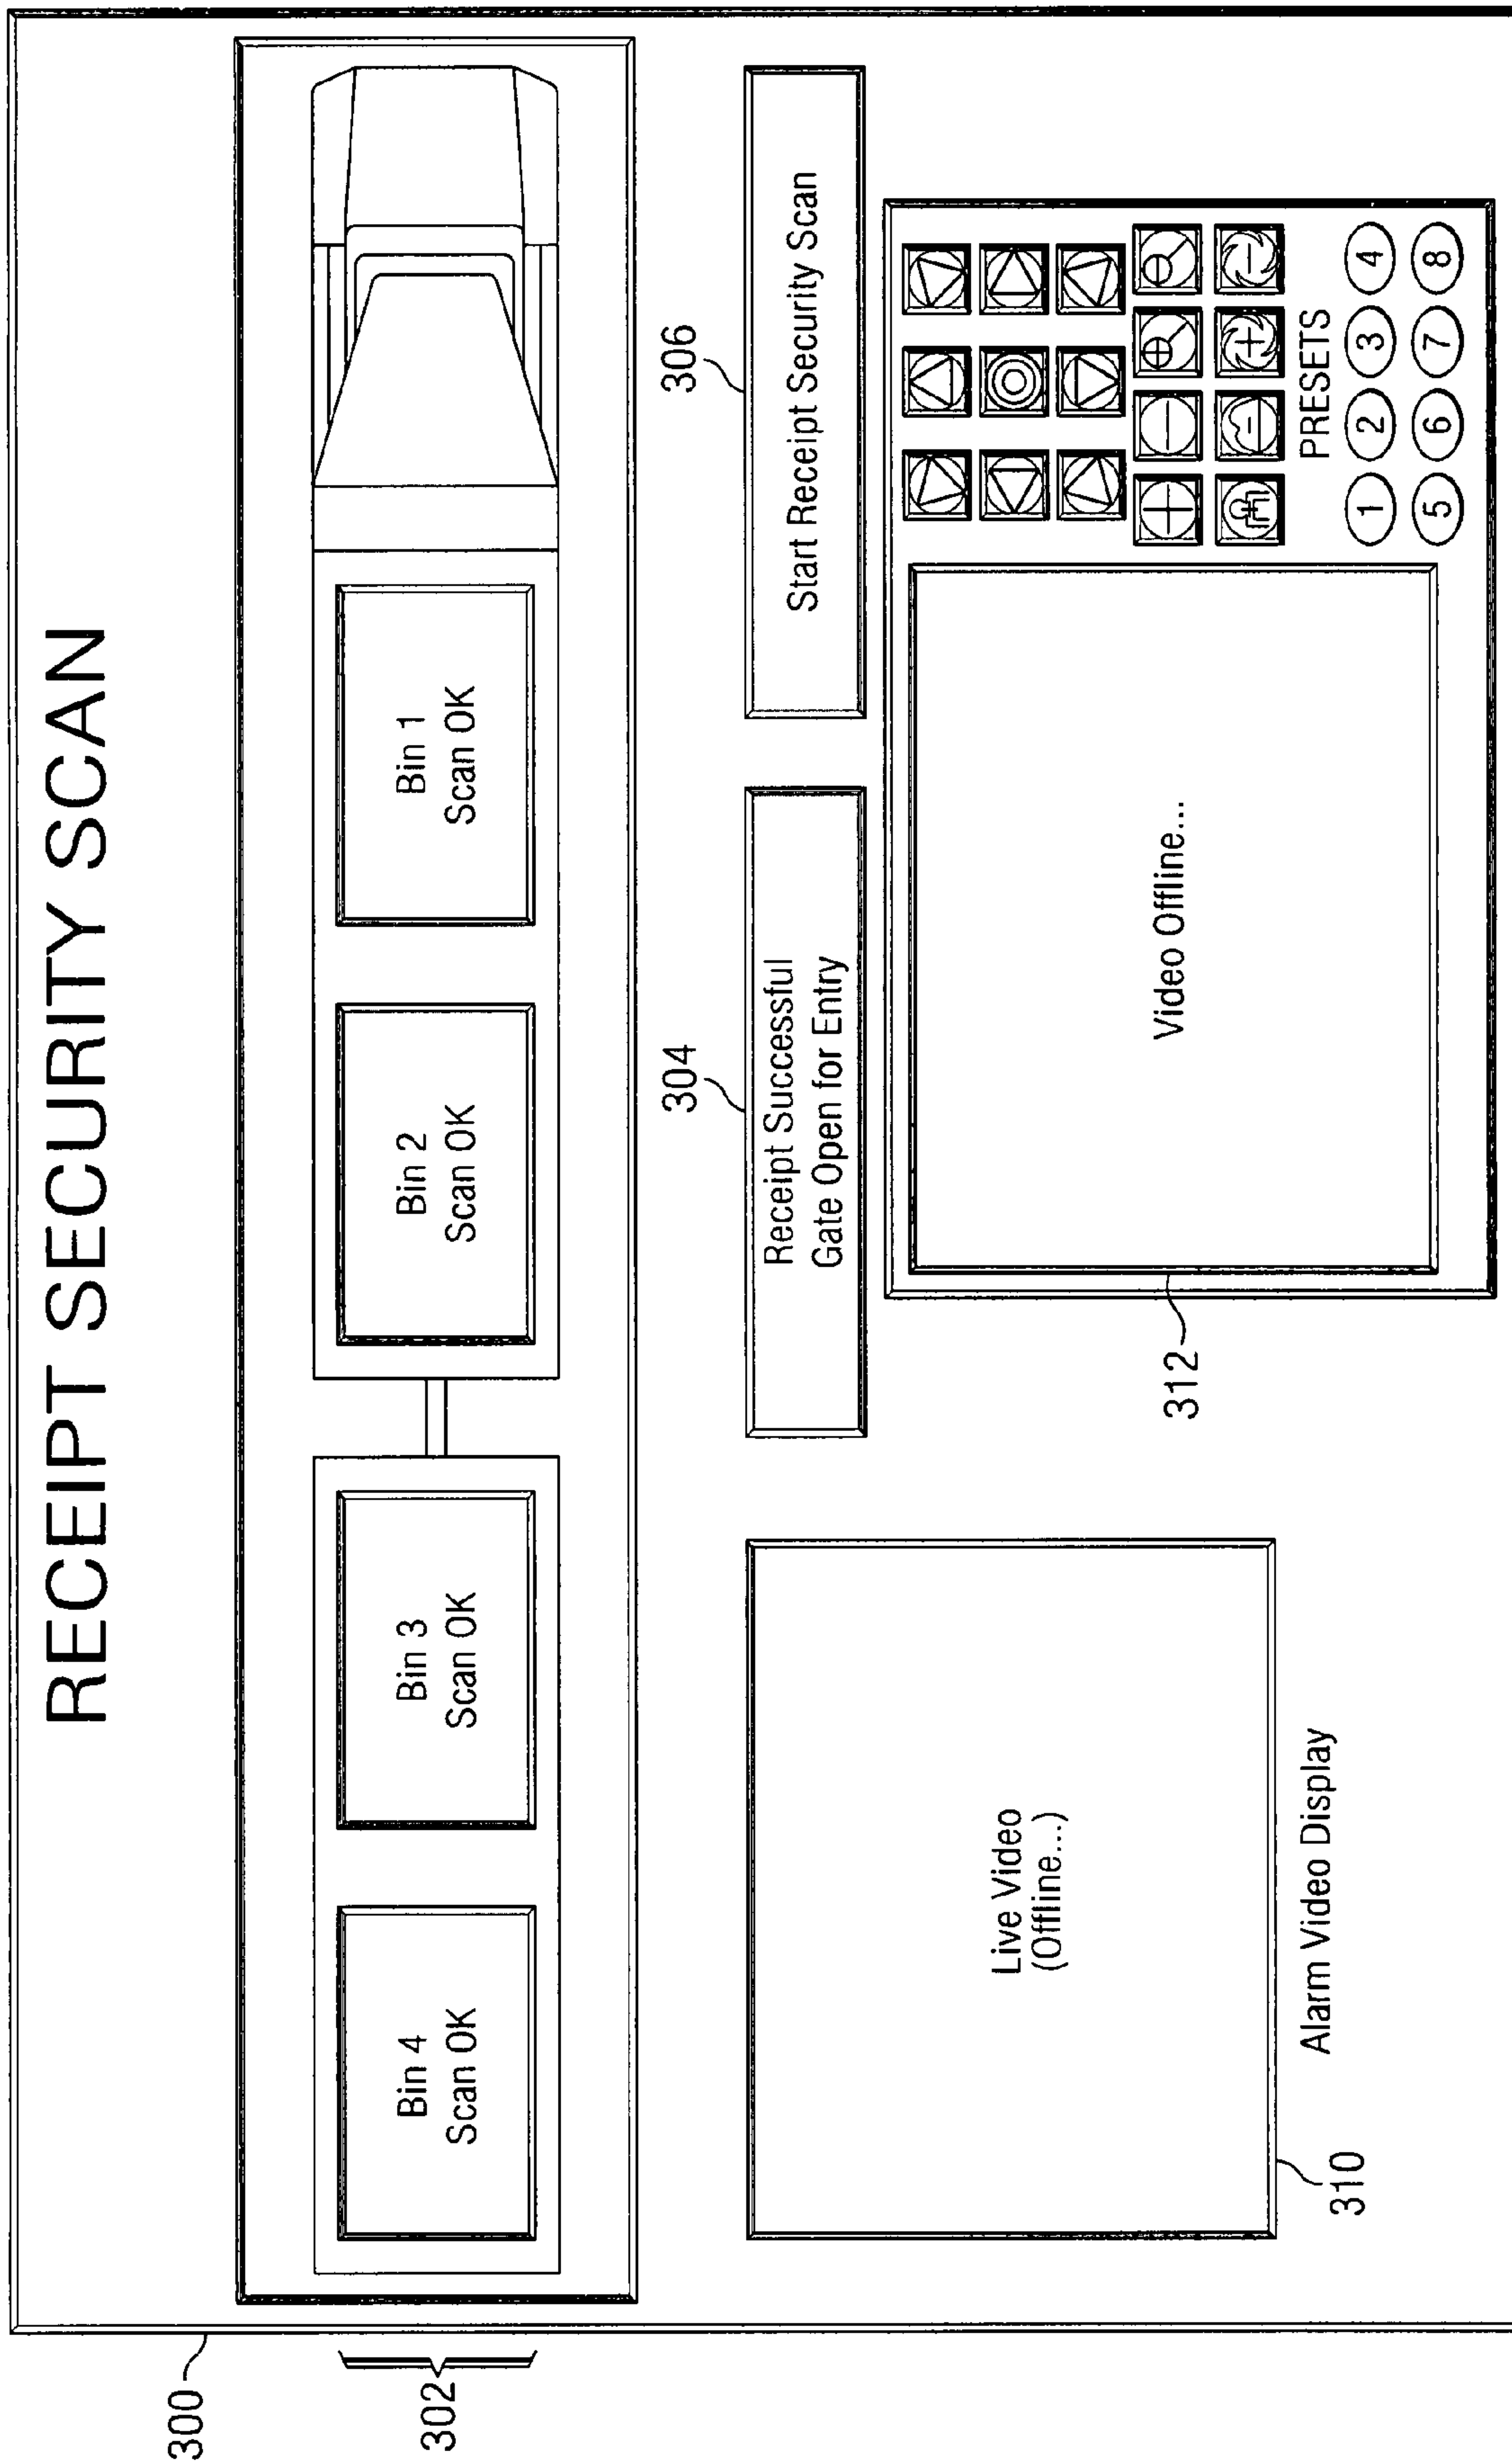 RECEIPT SECURITY SCAN
300
302
Bin 4
Scan OK
Bin 3
Scan OK
Bin 2
Scan OK
Bin 1
Scan OK
304
306
Receipt Successful
Gate Open for Entry
Start Receipt Security Scan
Live Video
(Offline...)
310
Alarm Video Display
Video Offline...
312
PRESETS
1 2 3 4
5 6 7 8